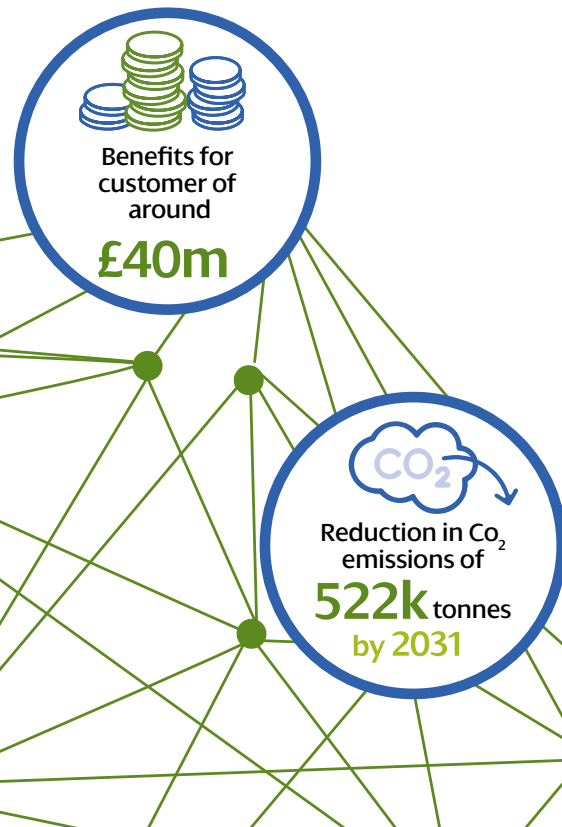 Benefits for
customer of
around
£40m
CO₂
Reduction in Co₂
emissions of
522k tonnes
by 2031